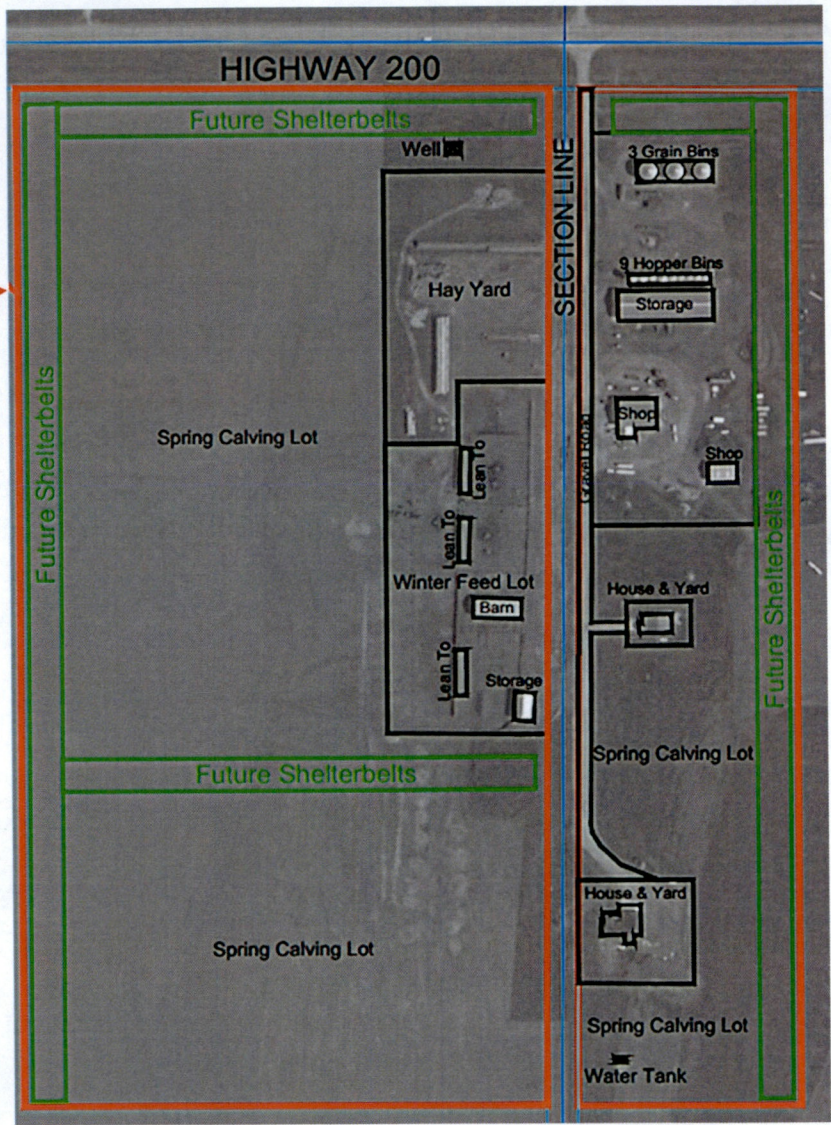 HIGHWAY 200
Future Shelterbelts
Well
SECTION LINE
3 Grain Bins
9 Hopper Bins
Storage
Hay Yard
Future Shelterbelts
Spring Calving Lot
Gravel Road
Shop
Shop
Lean To
Lean To
Winter Feed Lot
Barn
House & Yard
Future Shelterbelts
Lean To
Storage
Spring Calving Lot
Future Shelterbelts
House & Yard
Spring Calving Lot
Spring Calving Lot
Water Tank